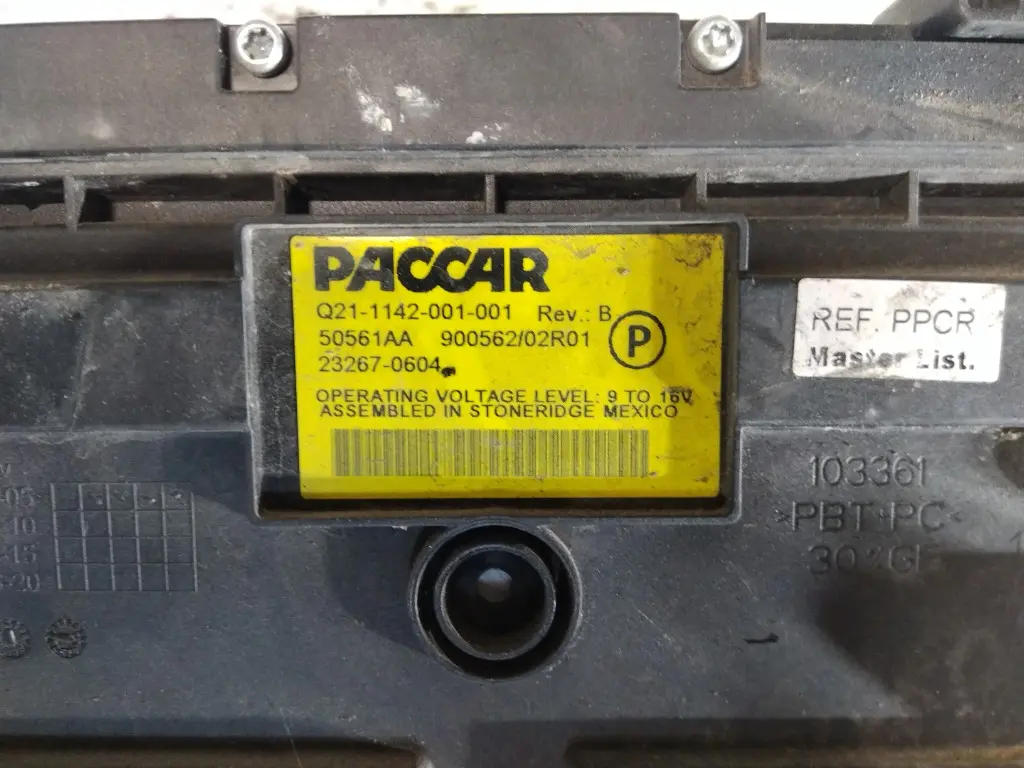 PACCAR
Q21-1142-001-001 Rev.: B
50561AA 900562/02R01
23267-0604
P
OPERATING VOLTAGE LEVEL: 9 TO 16V
ASSEMBLED IN STONERIDGE MEXICO
REF. PPCR
Master List.
103361
>PBT+PC<
30%GF